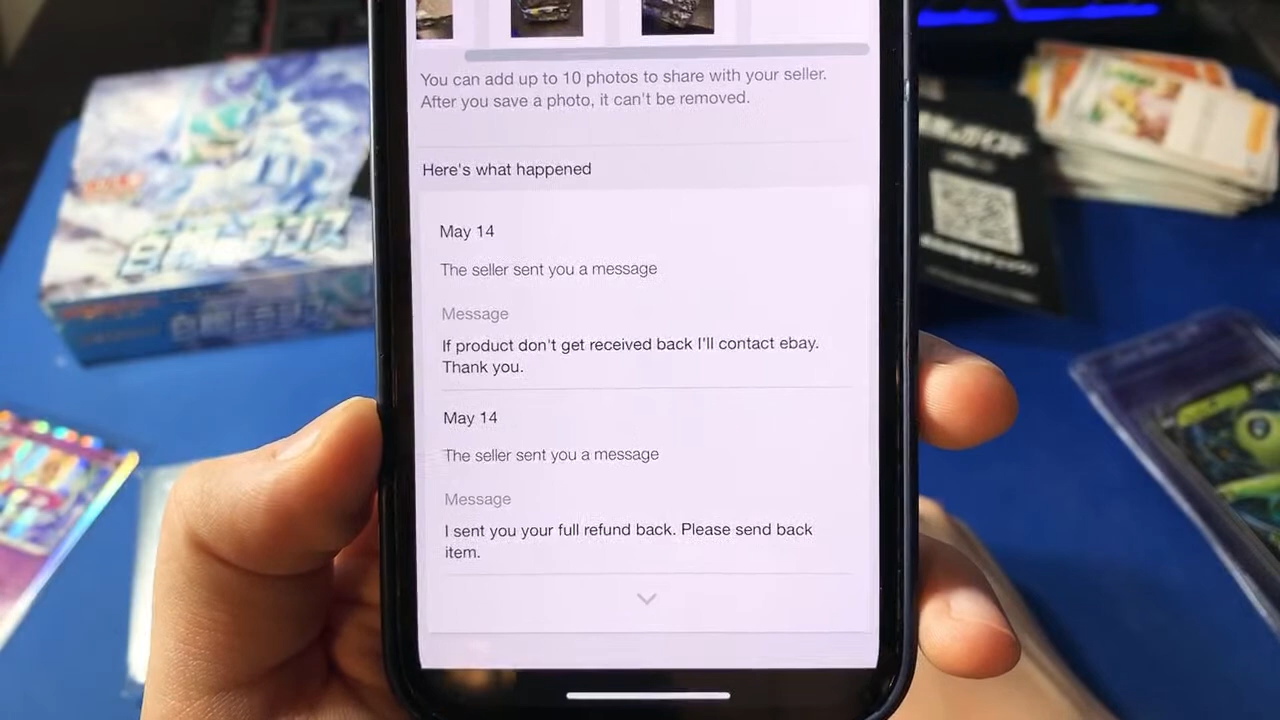 You can add up to 10 photos to share with your seller.
After you save a photo, it can't be removed.
Here's what happened
May 14
The seller sent you a message
Message
If product don't get received back I'll contact ebay.
Thank you.
May 14
The seller sent you a message
Message
I sent you your full refund back. Please send back
item.